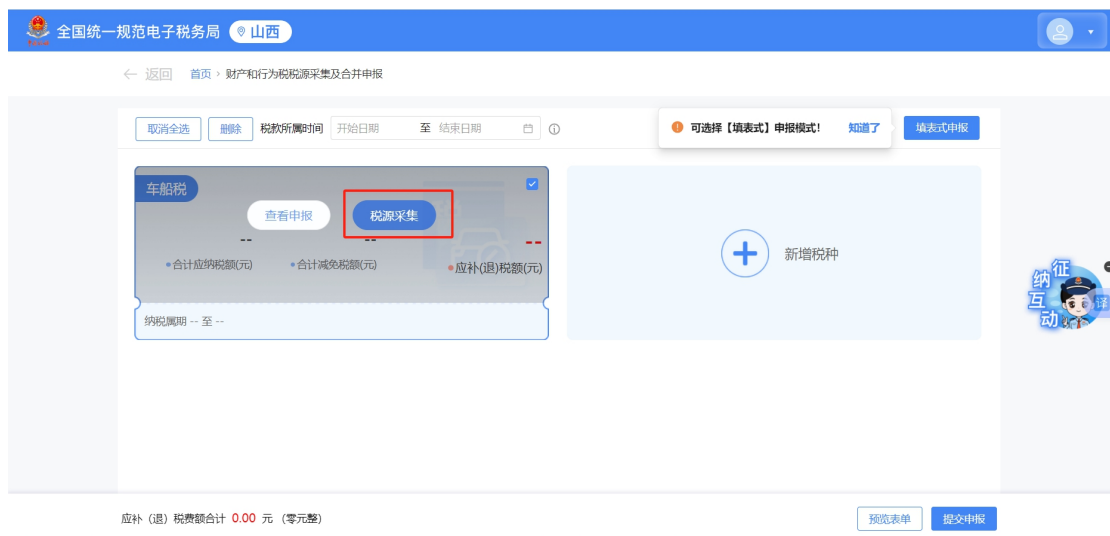 全国统一规范电子税务局 山西
返回 首页 > 财产和行为税税源采集及合并申报
取消全选 删除 税款所属时间 开始日期 至 结束日期 可选择【填表式】申报模式! 知道了 填表式申报
车船税
查看申报 税源采集
-- -- --
•合计应纳税额(元) •合计减免税额(元) •应补(退)税额(元)
纳税属期 -- 至 --
新增税种
征纳互动
译
应补（退）税费额合计 0.00 元 （零元整） 预览表单 提交申报